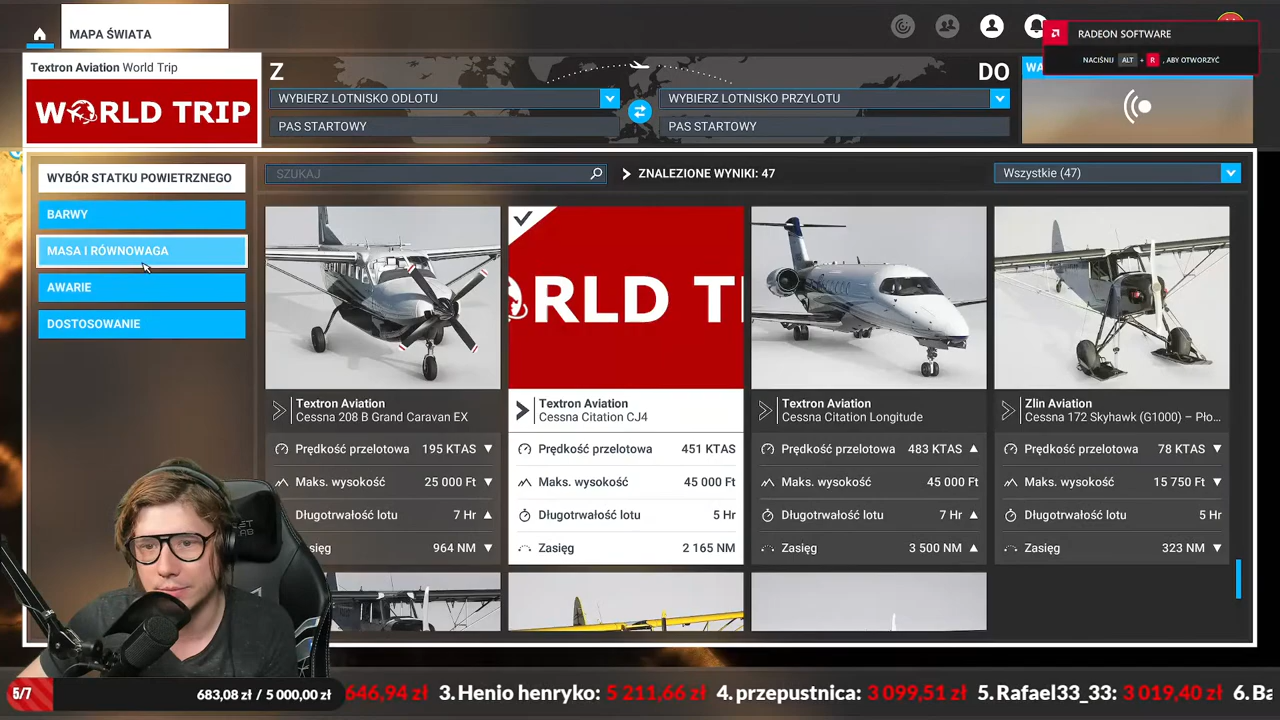 MAPA ŚWIATA
RADEON SOFTWARE
NACIŚNIJ ALT + R , ABY OTWORZYĆ
Textron Aviation World Trip
WORLD TRIP
Z
DO
WYBIERZ LOTNISKO ODLOTU
WYBIERZ LOTNISKO PRZYLOTU
PAS STARTOWY
PAS STARTOWY
WYBÓR STATKU POWIETRZNEGO
BARWY
MASA I RÓWNOWAGA
AWARIE
DOSTOSOWANIE
SZUKAJ
ZNALEZIONE WYNIKI: 47
Wszystkie (47)
ORLD T
Textron Aviation
Cessna 208 B Grand Caravan EX
Prędkość przelotowa 195 KTAS
Maks. wysokość 25 000 Ft
Długotrwałość lotu 7 Hr
964 NM
Textron Aviation
Cessna Citation CJ4
Prędkość przelotowa 451 KTAS
Maks. wysokość 45 000 Ft
Długotrwałość lotu 5 Hr
Zasięg 2 165 NM
Textron Aviation
Cessna Citation Longitude
Prędkość przelotowa 483 KTAS
Maks. wysokość 45 000 Ft
Długotrwałość lotu 7 Hr
Zasięg 3 500 NM
Zlin Aviation
Cessna 172 Skyhawk (G1000) – Pło...
Prędkość przelotowa 78 KTAS
Maks. wysokość 15 750 Ft
Długotrwałość lotu 5 Hr
Zasięg 323 NM
5/7
683,08 zł / 5 000,00 zł
646,94 zł 3. Henio henryko: 5 211,66 zł 4. przepustnica: 3 099,51 zł 5. Rafael33_33: 3 019,40 zł 6. Ba